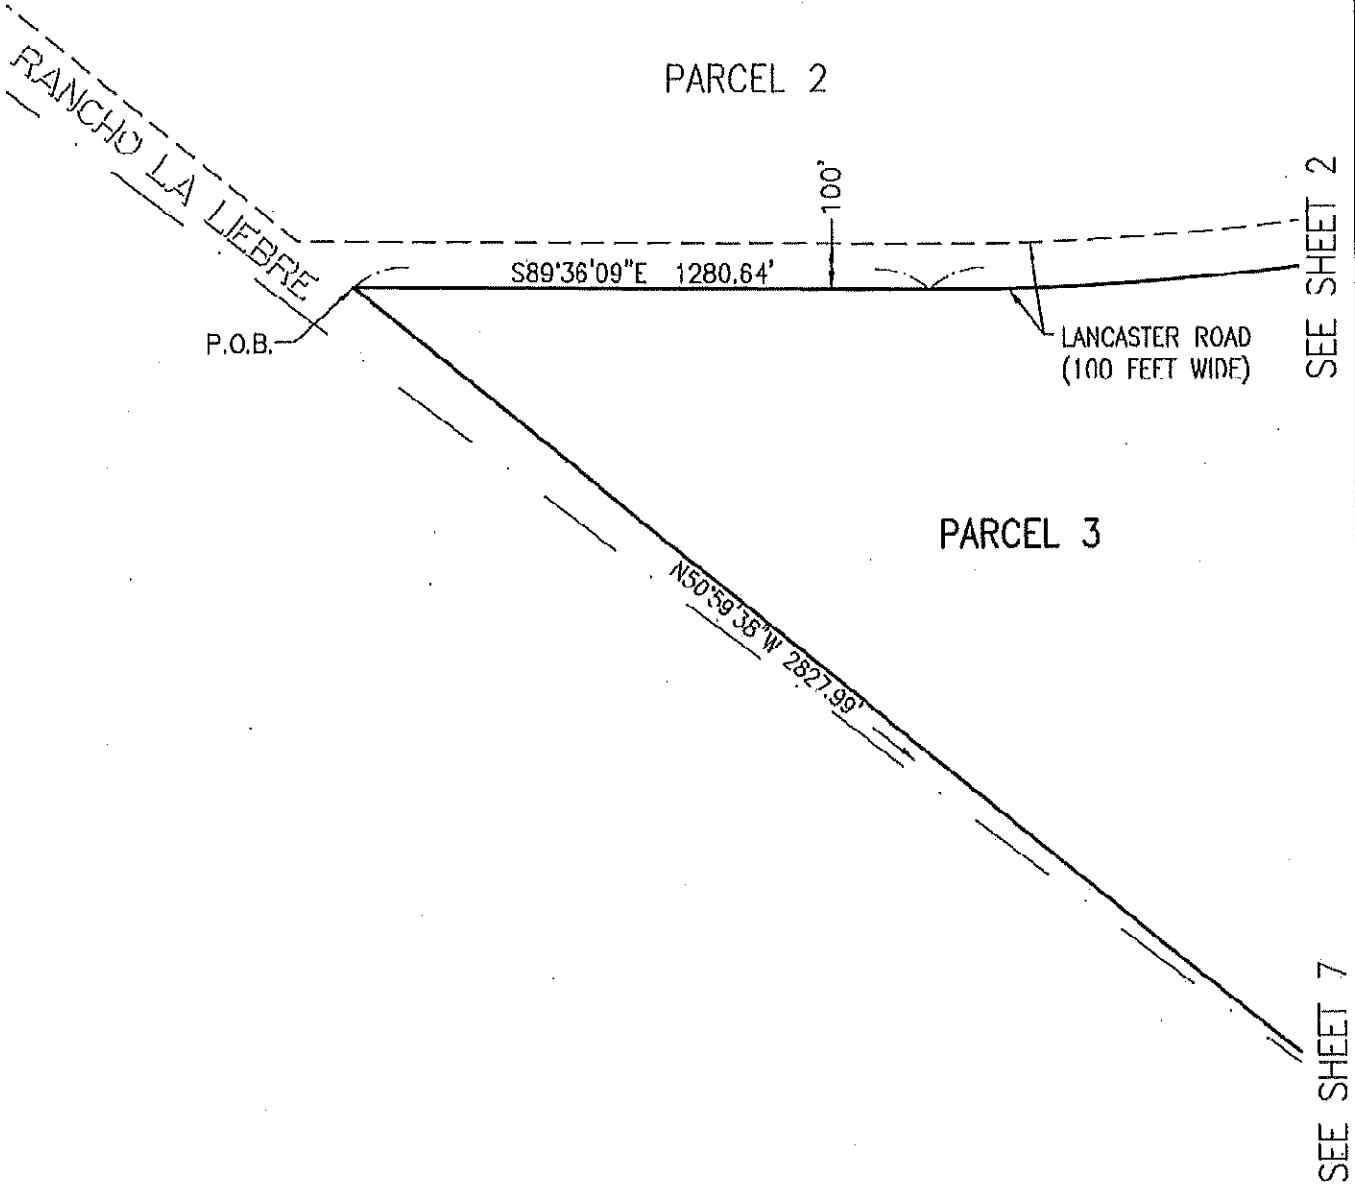 PARCEL 2
RANCHO LA LIEBRE
100'
SEE SHEET 2
S89°36'09"E 1280.64'
P.O.B.
LANCASTER ROAD
(100 FEET WIDE)
PARCEL 3
N50°59'38"W 2827.99'
SEE SHEET 7